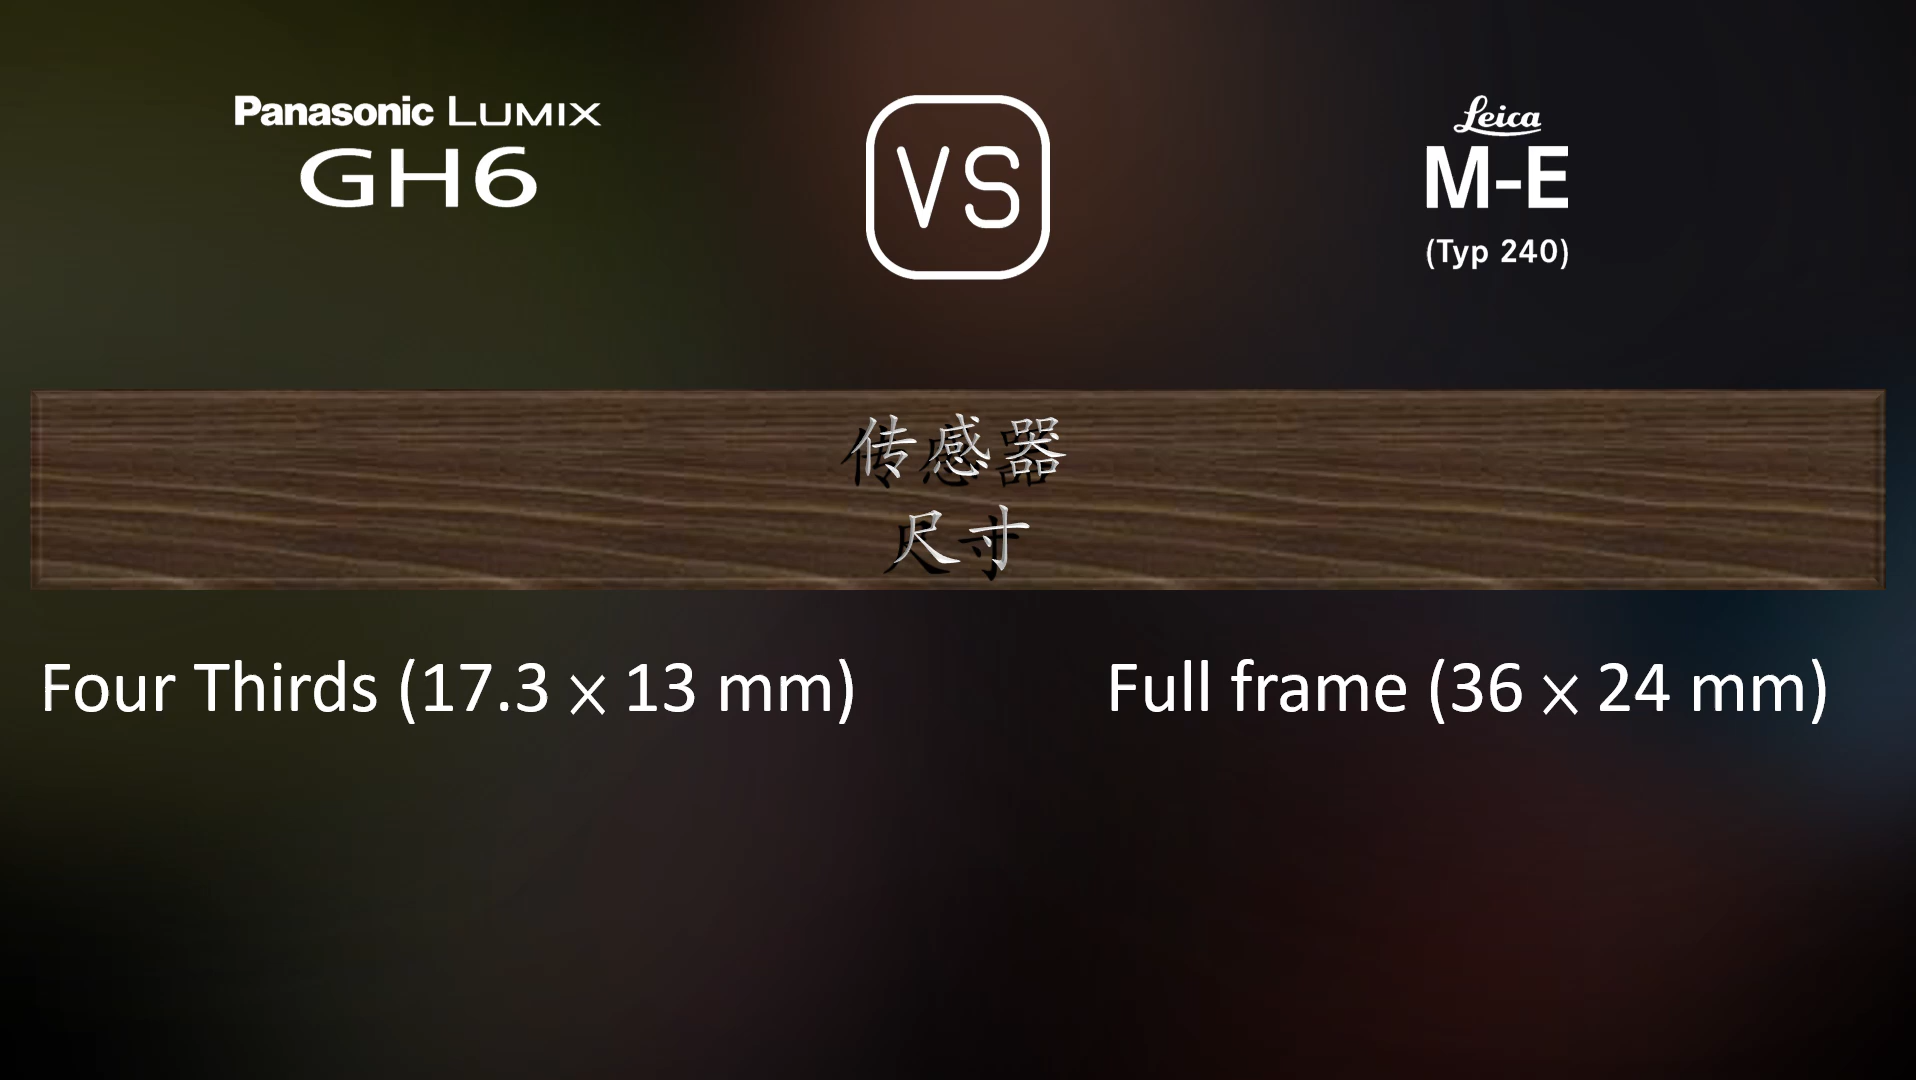 Panasonic LUMIX
GH6
VS
Leica
M-E
(Typ 240)
传感器
尺寸
Four Thirds (17.3 x 13 mm)
Full frame (36 x 24 mm)